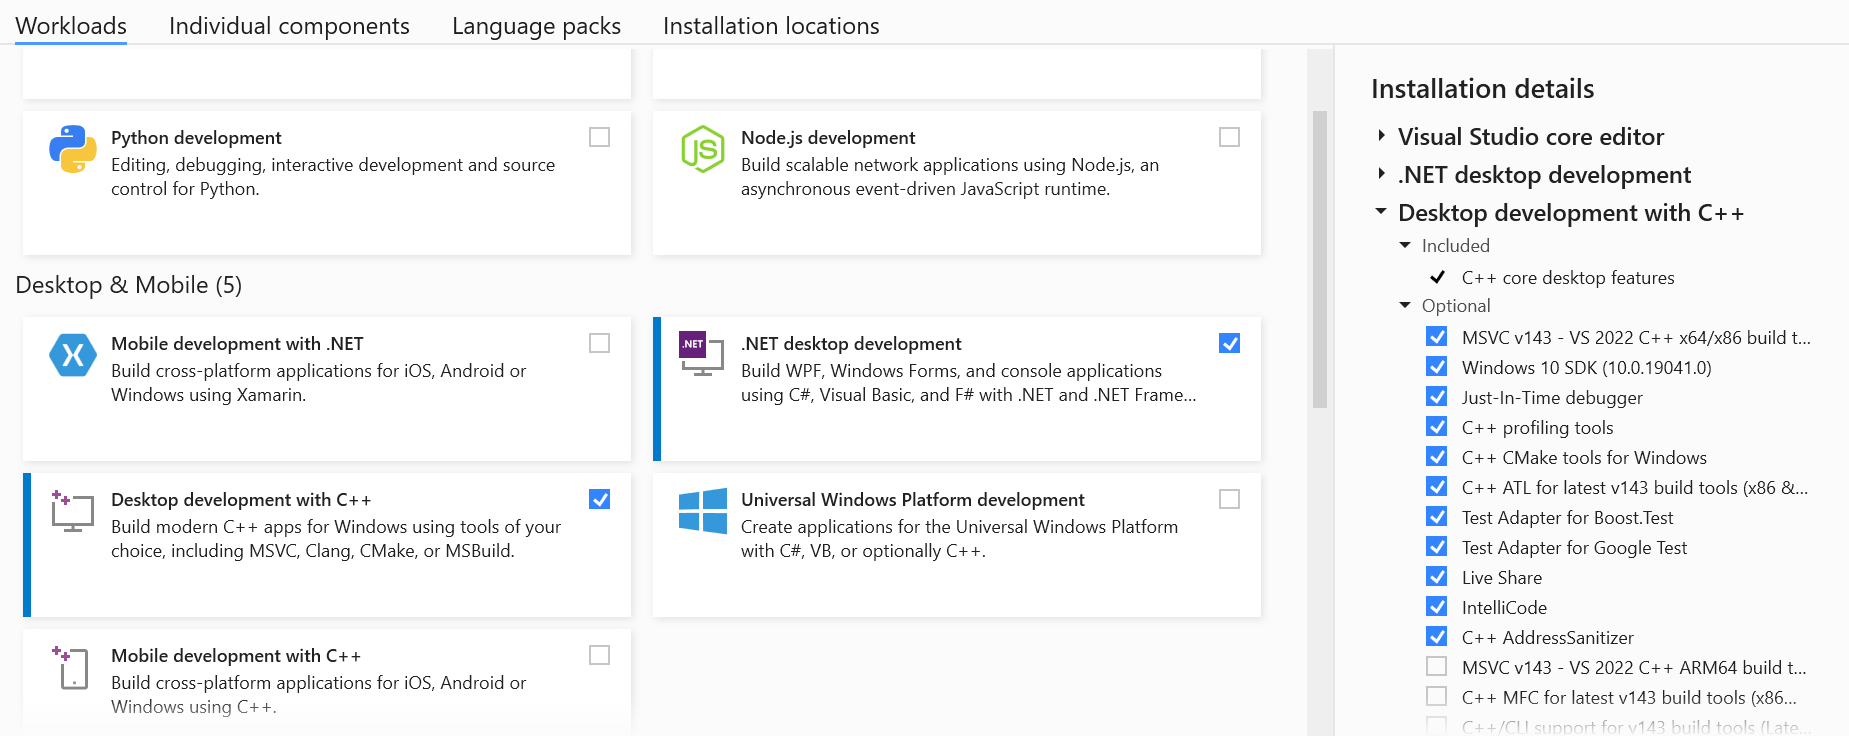 Workloads
Individual components
Language packs
Installation locations
Python development
Editing, debugging, interactive development and source
control for Python.
Node.js development
Build scalable network applications using Node.js, an
asynchronous event-driven JavaScript runtime.
Desktop & Mobile (5)
Mobile development with .NET
Build cross-platform applications for iOS, Android or
Windows using Xamarin.
.NET
.NET desktop development
Build WPF, Windows Forms, and console applications
using C#, Visual Basic, and F# with .NET and .NET Frame...
Desktop development with C++
Build modern C++ apps for Windows using tools of your
choice, including MSVC, Clang, CMake, or MSBuild.
Universal Windows Platform development
Create applications for the Universal Windows Platform
with C#, VB, or optionally C++.
Mobile development with C++
Build cross-platform applications for iOS, Android or
Windows using C++.
Installation details
Visual Studio core editor
.NET desktop development
Desktop development with C++
Included
C++ core desktop features
Optional
MSVC v143 - VS 2022 C++ x64/x86 build t...
Windows 10 SDK (10.0.19041.0)
Just-In-Time debugger
C++ profiling tools
C++ CMake tools for Windows
C++ ATL for latest v143 build tools (x86 &...
Test Adapter for Boost.Test
Test Adapter for Google Test
Live Share
IntelliCode
C++ AddressSanitizer
MSVC v143 - VS 2022 C++ ARM64 build t...
C++ MFC for latest v143 build tools (x86...
C++/CLI support for v143 build tools (Late...